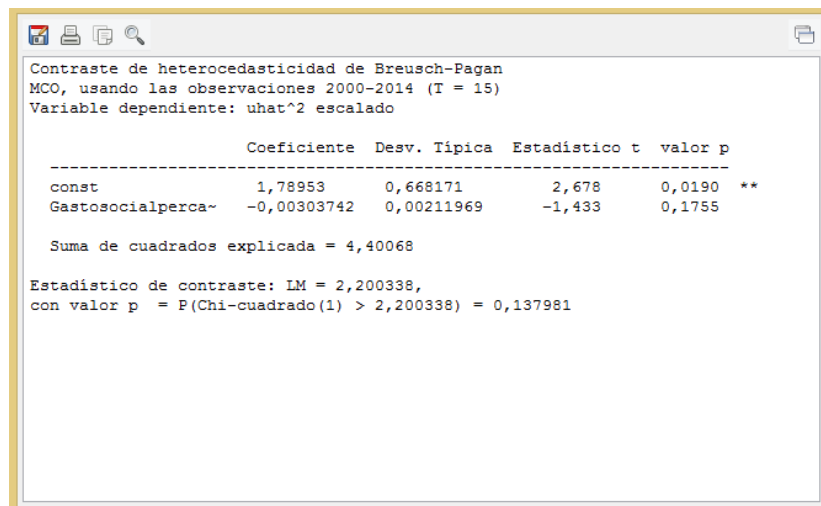 Contraste de heterocedasticidad de Breusch-Pagan
MCO, usando las observaciones 2000-2014 (T = 15)
Variable dependiente: uhat^2 escalado
Coeficiente Desv. Típica Estadístico t valor p
---------------------------------------------------------------------
const 1,78953 0,668171 2,678 0,0190 **
Gastosocialperca~ -0,00303742 0,00211969 -1,433 0,1755
Suma de cuadrados explicada = 4,40068
Estadístico de contraste: LM = 2,200338,
con valor p = P(Chi-cuadrado(1) > 2,200338) = 0,137981